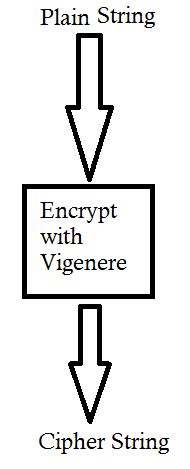 Plain String
Encrypt
with
Vigenere
Cipher String